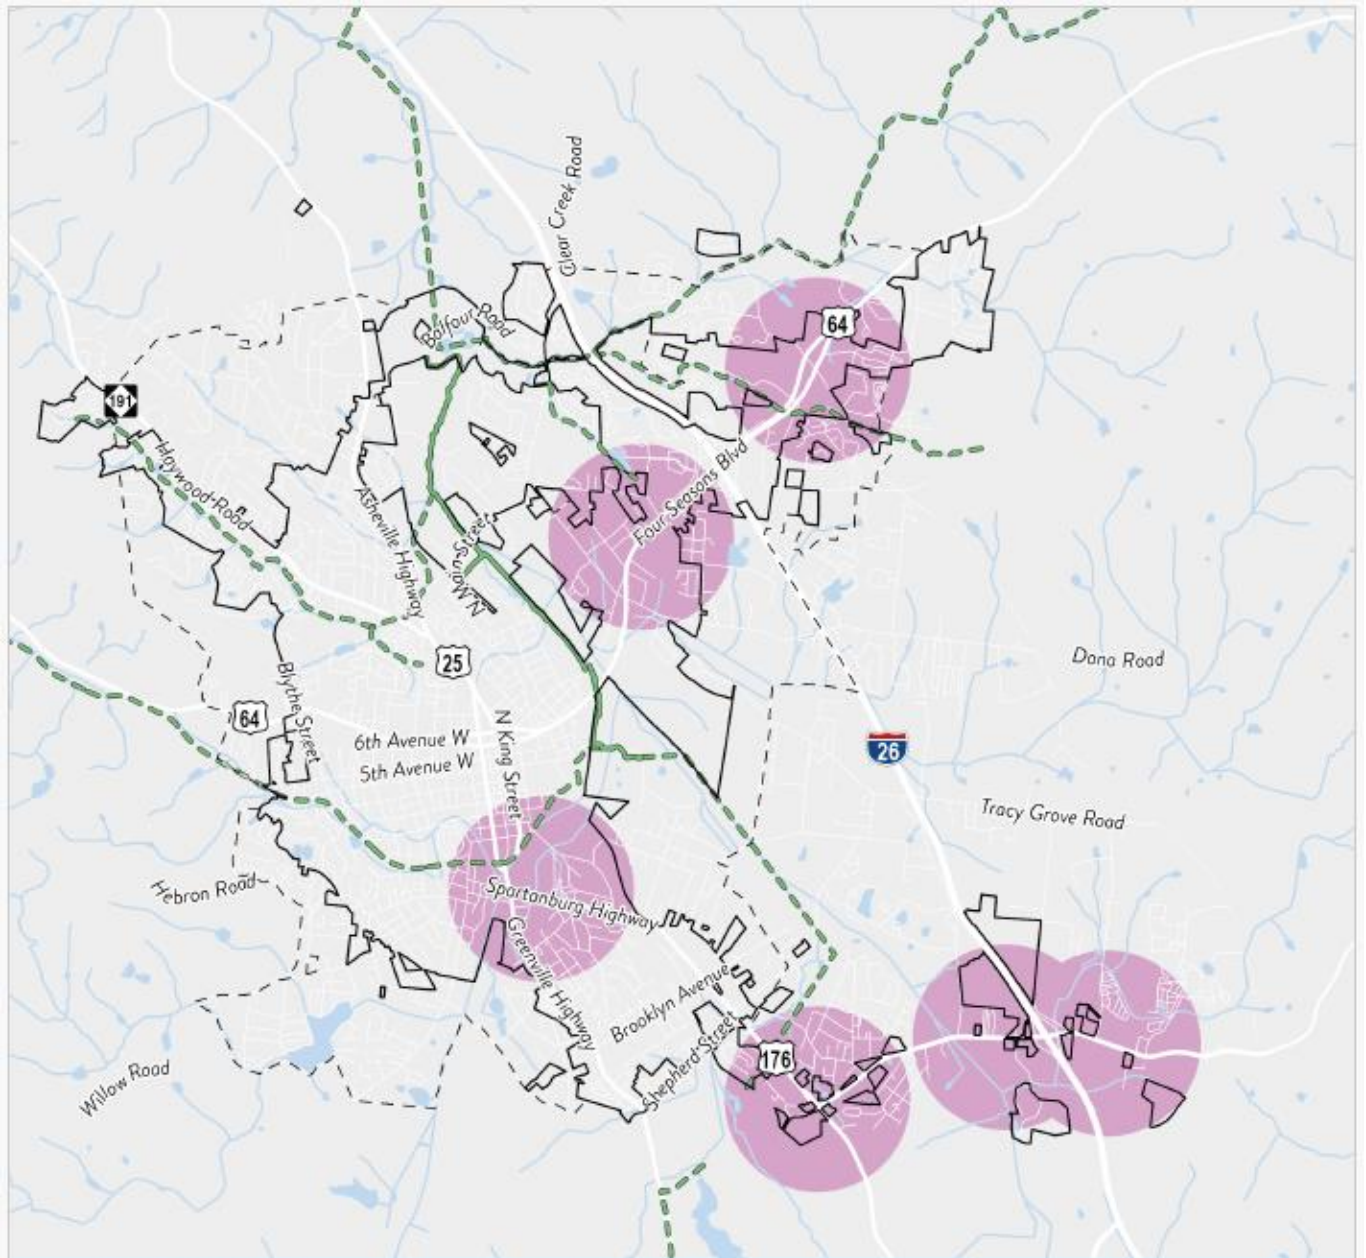 Clear Creek Road
64
Balfour Road
191
Haywood Road
Four Seasons Blvd
Asheville Highway
N Main Street
25
Dana Road
Blythe Street
64
N King Street
6th Avenue W
5th Avenue W
26
Tracy Grove Road
Hebron Road
Spartanburg Highway
Greenville Highway
Brooklyn Avenue
Shepherd Street
176
Willow Road